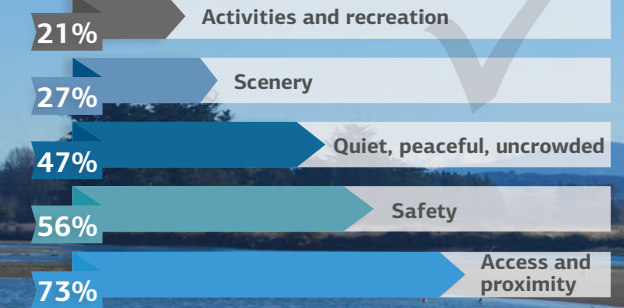 Activities and recreation
21%
Scenery
27%
Quiet, peaceful, uncrowded
47%
Safety
56%
Access and
proximity
73%